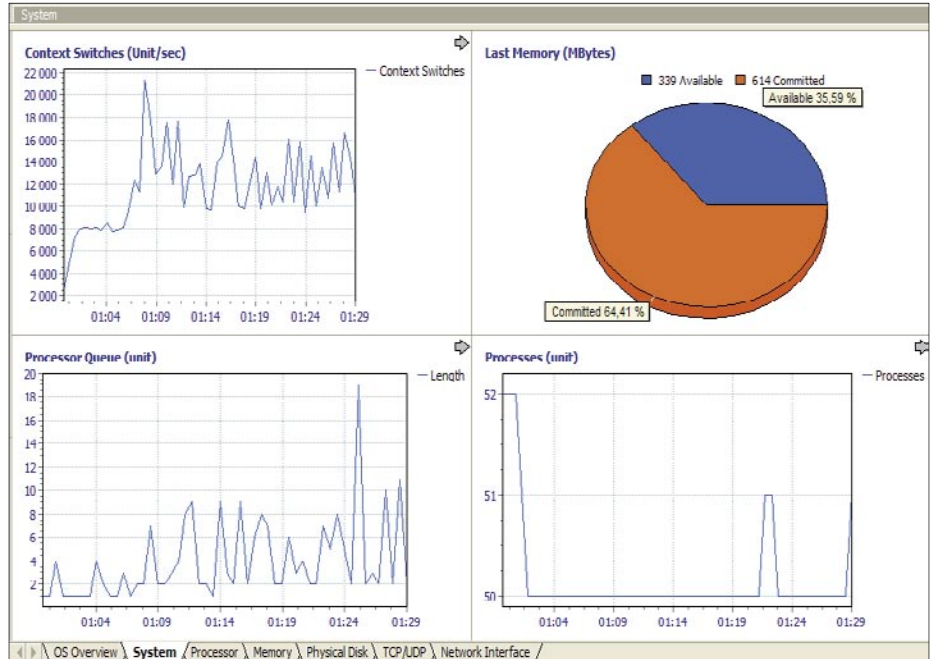 System
Context Switches (Unit/sec)
Context Switches
22 000
20 000
18 000
16 000
14 000
12 000
10 000
8 000
6 000
4 000
2 000
01:04 01:09 01:14 01:19 01:24 01:29
Last Memory (MBytes)
339 Available 614 Committed
Available 35,59 %
Committed 64,41 %
Processor Queue (unit)
Length
20
18
16
14
12
10
8
6
4
2
01:04 01:09 01:14 01:19 01:24 01:29
Processes (unit)
Processes
52
51
50
01:04 01:09 01:14 01:19 01:24 01:29
OS Overview System Processor Memory Physical Disk TCP/UDP Network Interface